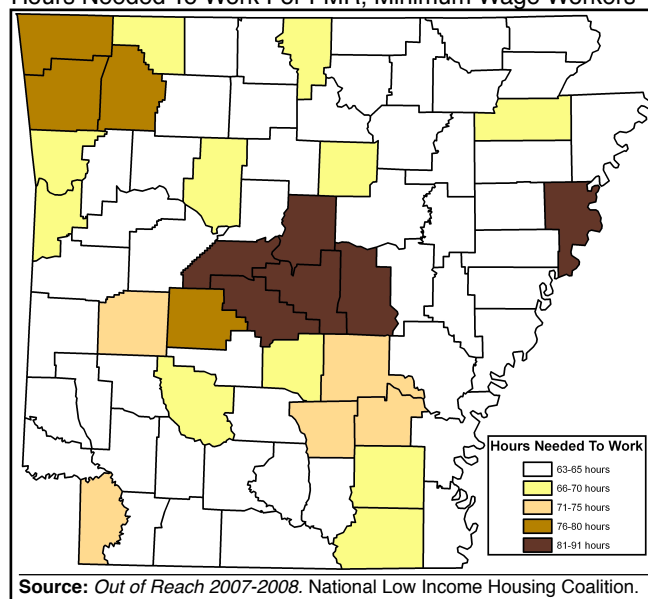 Hours Needed To Work For FMR, Minimum Wage Workers
Hours Needed To Work
63-65 hours
66-70 hours
71-75 hours
76-80 hours
81-91 hours
Source: Out of Reach 2007-2008. National Low Income Housing Coalition.